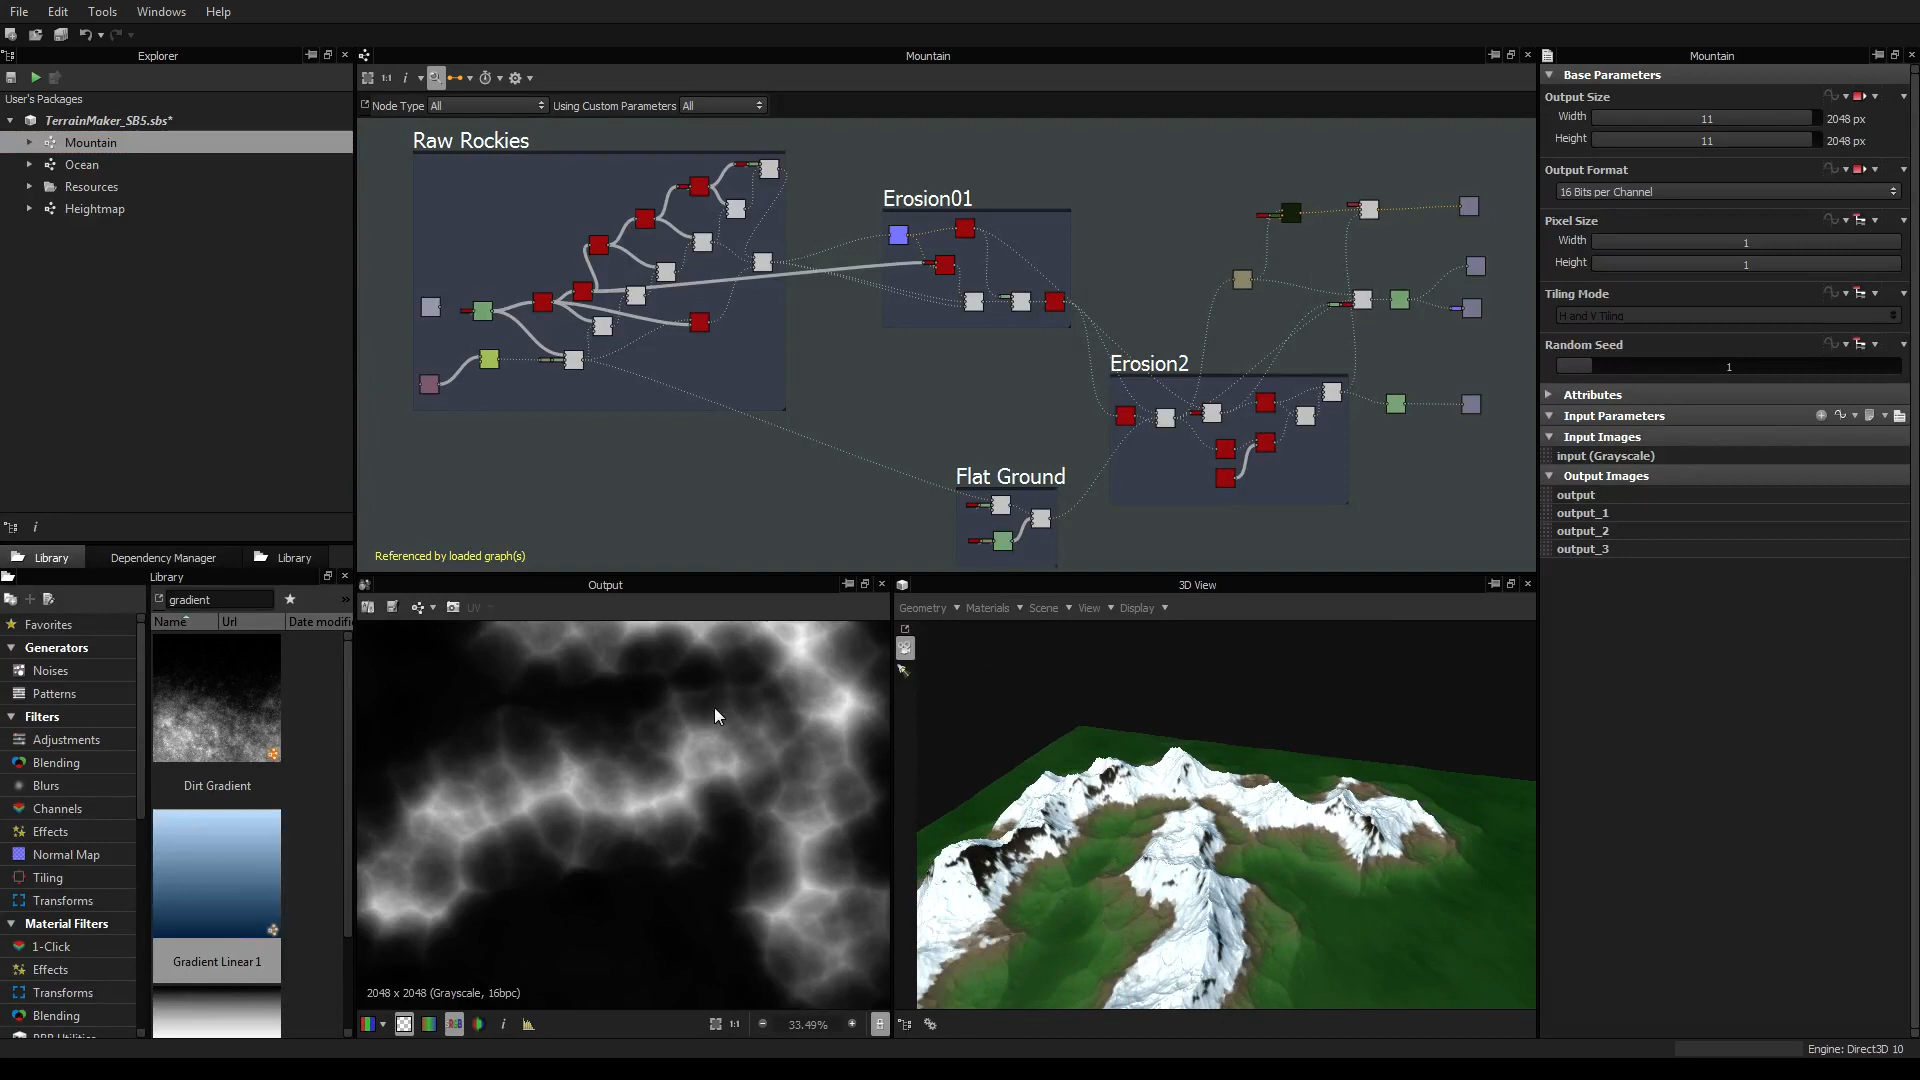 File Edit Tools Windows Help
Explorer
User's Packages
TerrainMaker_SB5.sbs*
Mountain
Ocean
Resources
Heightmap
Library Dependency Manager Library
Library
gradient
Name Url Date modifi
Favorites
Generators
Noises
Patterns
Filters
Adjustments
Blending
Blurs
Channels
Effects
Normal Map
Tiling
Transforms
Material Filters
1-Click
Effects
Transforms
Blending
Dirt Gradient
Gradient Linear 1
Mountain
1:1
Node Type All Using Custom Parameters All
Raw Rockies
Erosion01
Erosion2
Flat Ground
Referenced by loaded graph(s)
Output
UV
2048 x 2048 (Grayscale, 16bpc)
1:1 33.49%
3D View
Geometry Materials Scene View Display
Mountain
Base Parameters
Output Size
Width 11 2048 px
Height 11 2048 px
Output Format
16 Bits per Channel
Pixel Size
Width 1
Height 1
Tiling Mode
H and V Tiling
Random Seed
1
Attributes
Input Parameters
Input Images
input (Grayscale)
Output Images
output
output_1
output_2
output_3
Engine: Direct3D 10